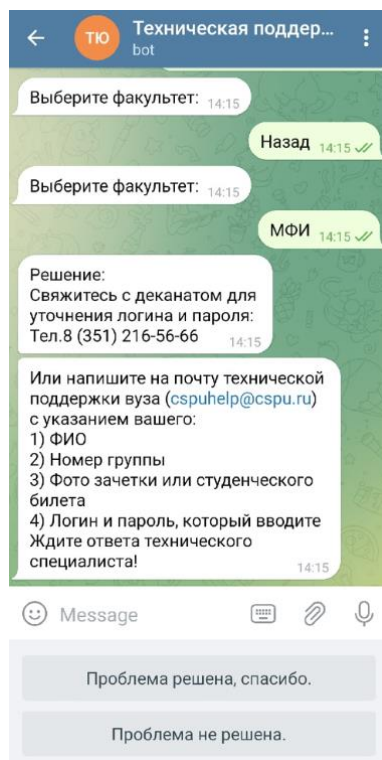 Техническая поддер...
ТЮ
bot
Выберите факультет: 14:15
Назад 14:15
Выберите факультет: 14:15
МФИ 14:15
Решение:
Свяжитесь с деканатом для
уточнения логина и пароля:
Тел.8 (351) 216-56-66 14:15
Или напишите на почту технической
поддержки вуза (cspuhelp@cspu.ru)
с указанием вашего:
1) ФИО
2) Номер группы
3) Фото зачетки или студенческого
билета
4) Логин и пароль, который вводите
Ждите ответа технического
специалиста! 14:15
Message
Проблема решена, спасибо.
Проблема не решена.